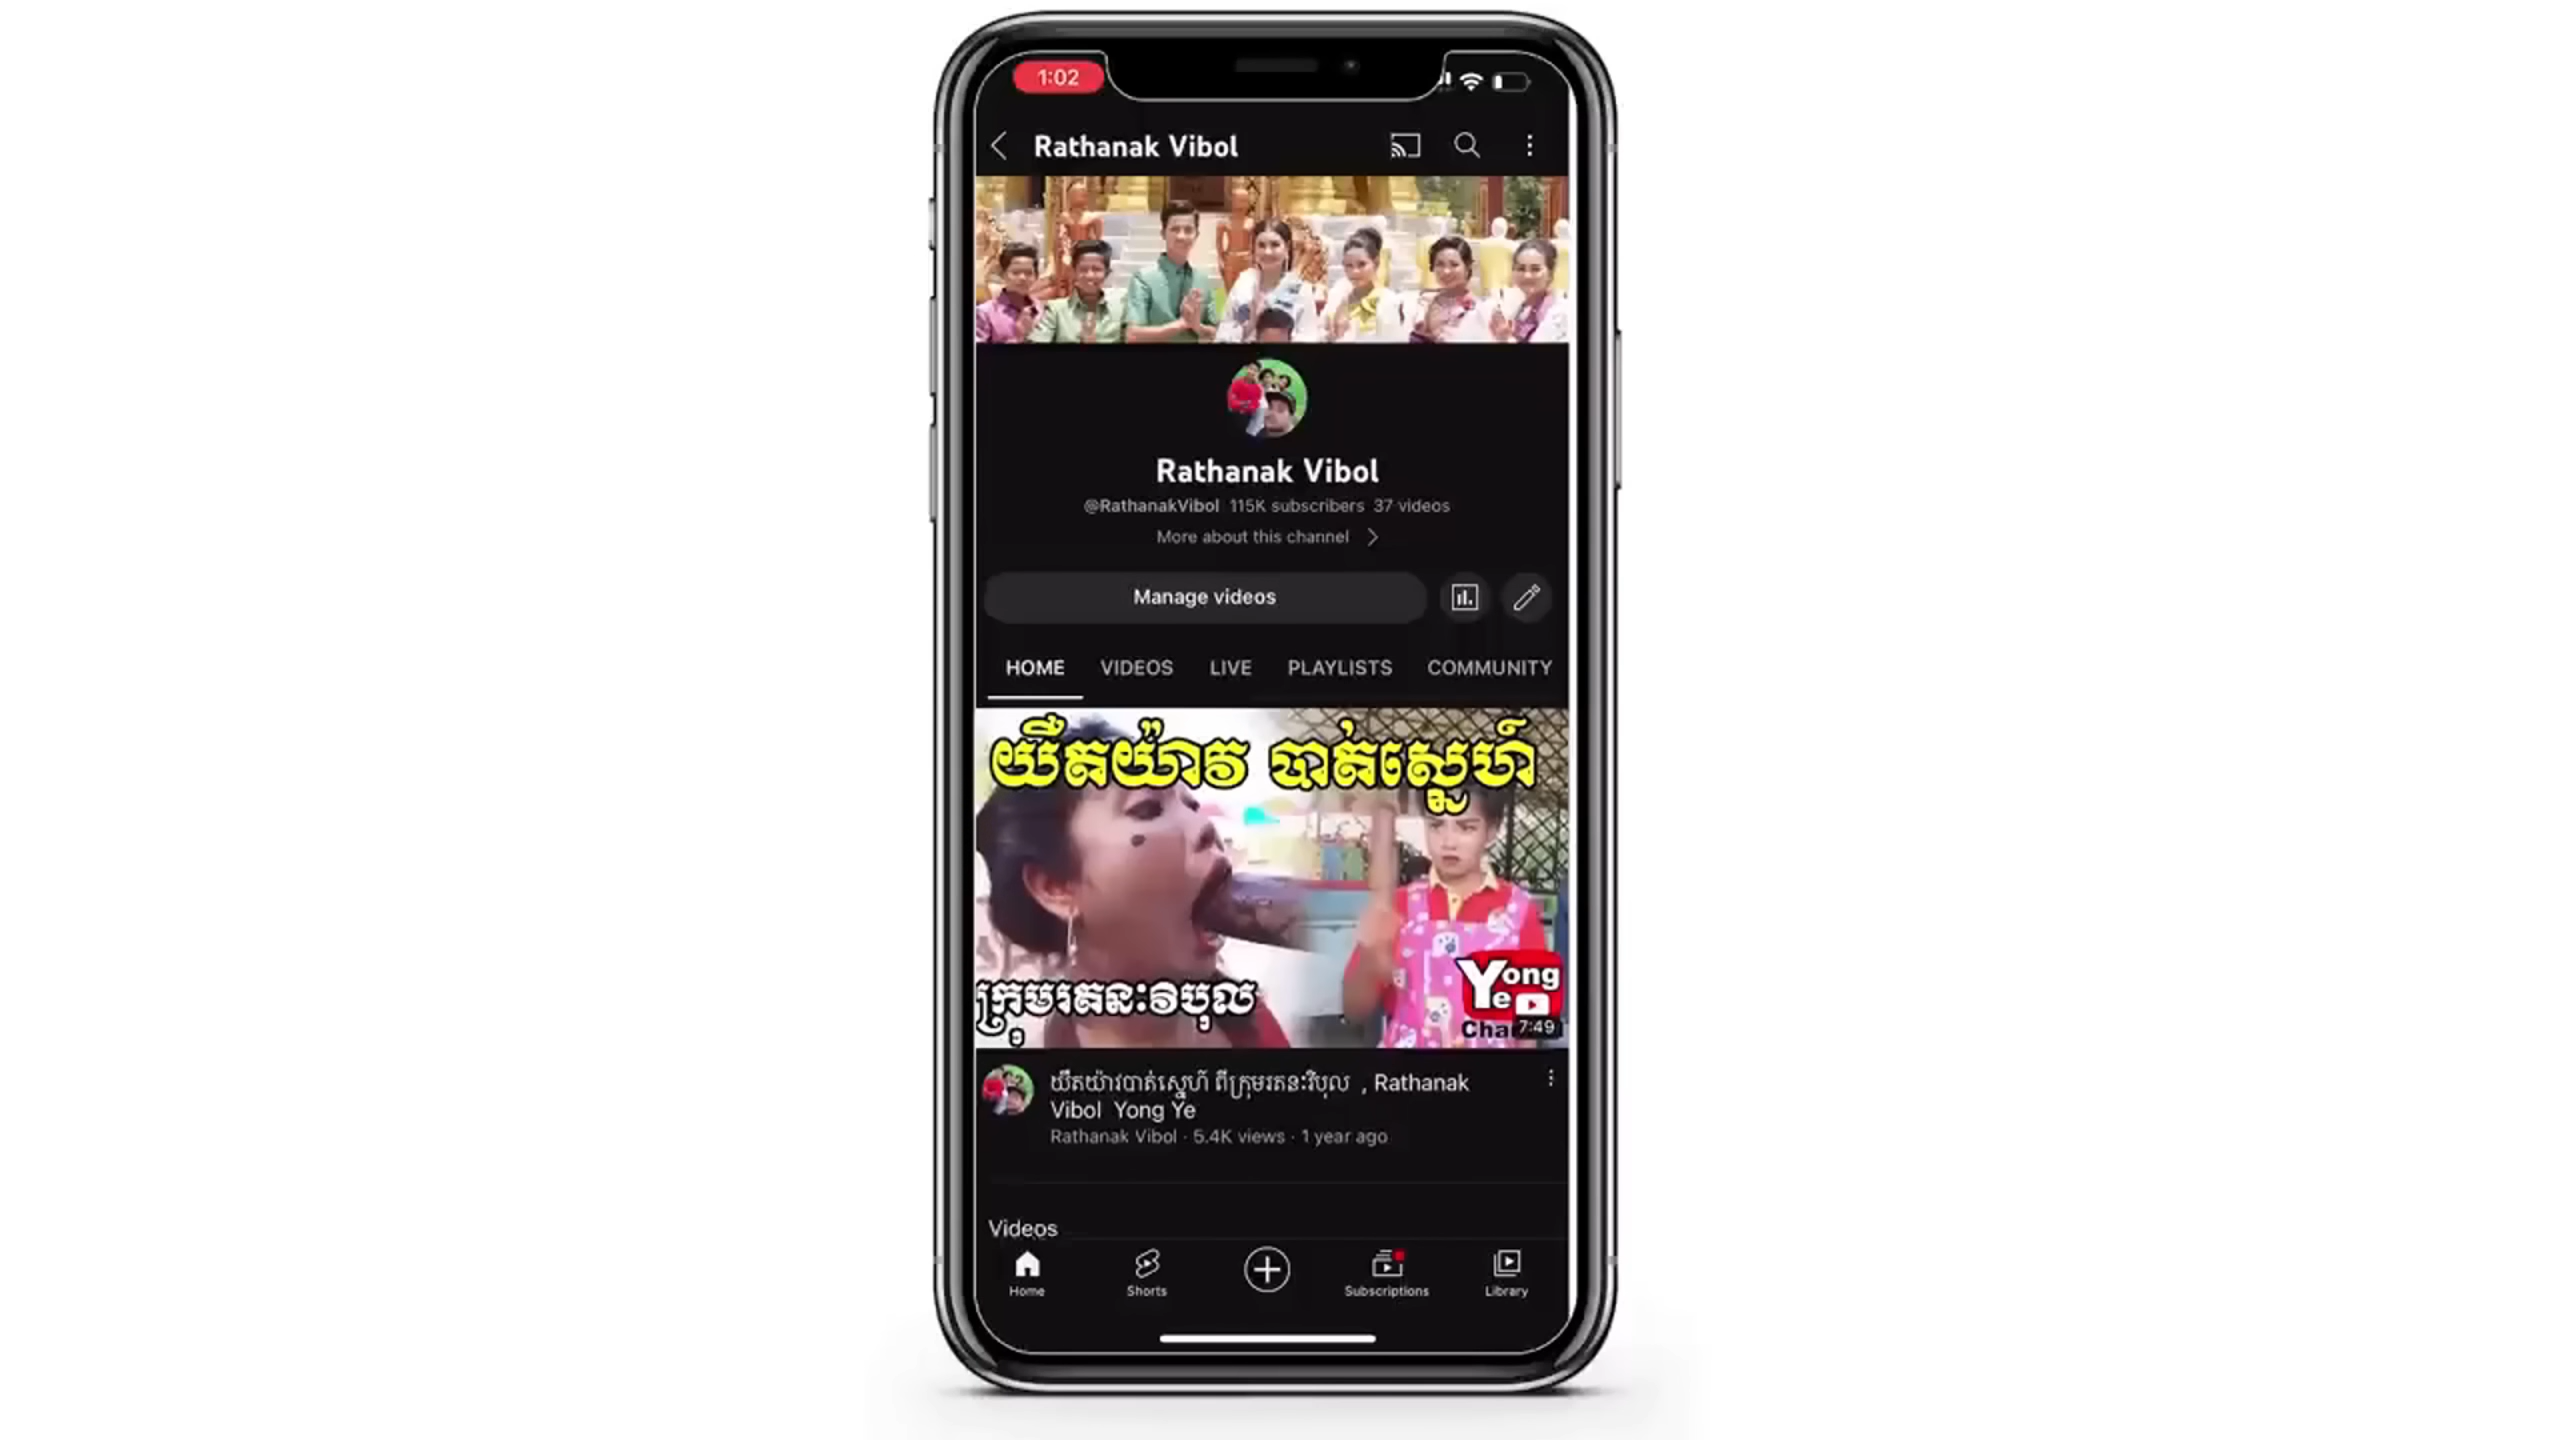 1:02
Rathanak Vibol
Rathanak Vibol
@RathanakVibol 115K subscribers 37 videos
More about this channel
Manage videos
HOME VIDEOS LIVE PLAYLISTS COMMUNITY
យឺតយ៉ាវ បាត់ស្នេហ៍
ក្រុមរតនៈវិបុល
Yong
Ye
7:49
យឺតយ៉ាវបាត់ស្នេហ៍ ពីក្រុមរតនៈវិបុល , Rathanak
Vibol Yong Ye
Rathanak Vibol · 5.4K views · 1 year ago
Videos
Home Shorts Subscriptions Library